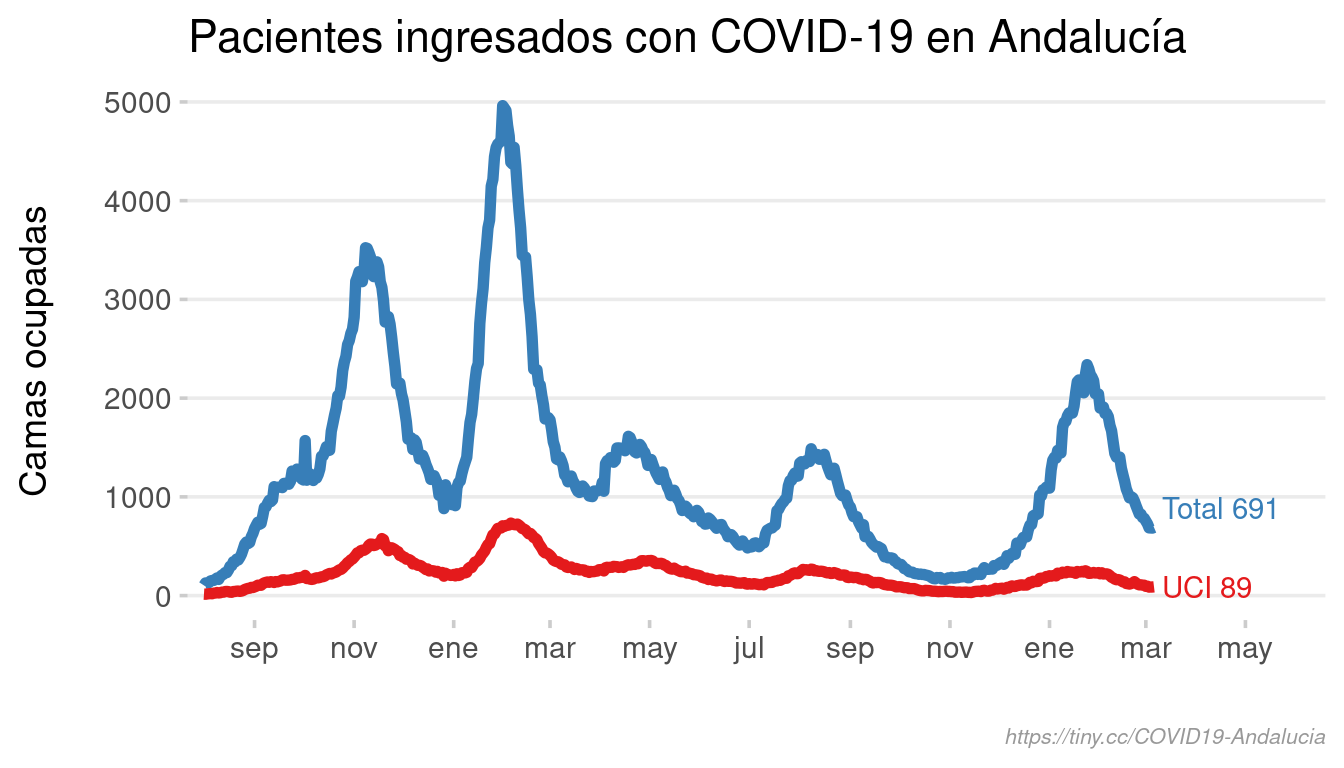 Pacientes ingresados con COVID-19 en Andalucía
Camas ocupadas
5000
4000
3000
2000
1000
0
Total 691
UCI 89
sep nov ene mar may jul sep nov ene mar may
https://tiny.cc/COVID19-Andalucia